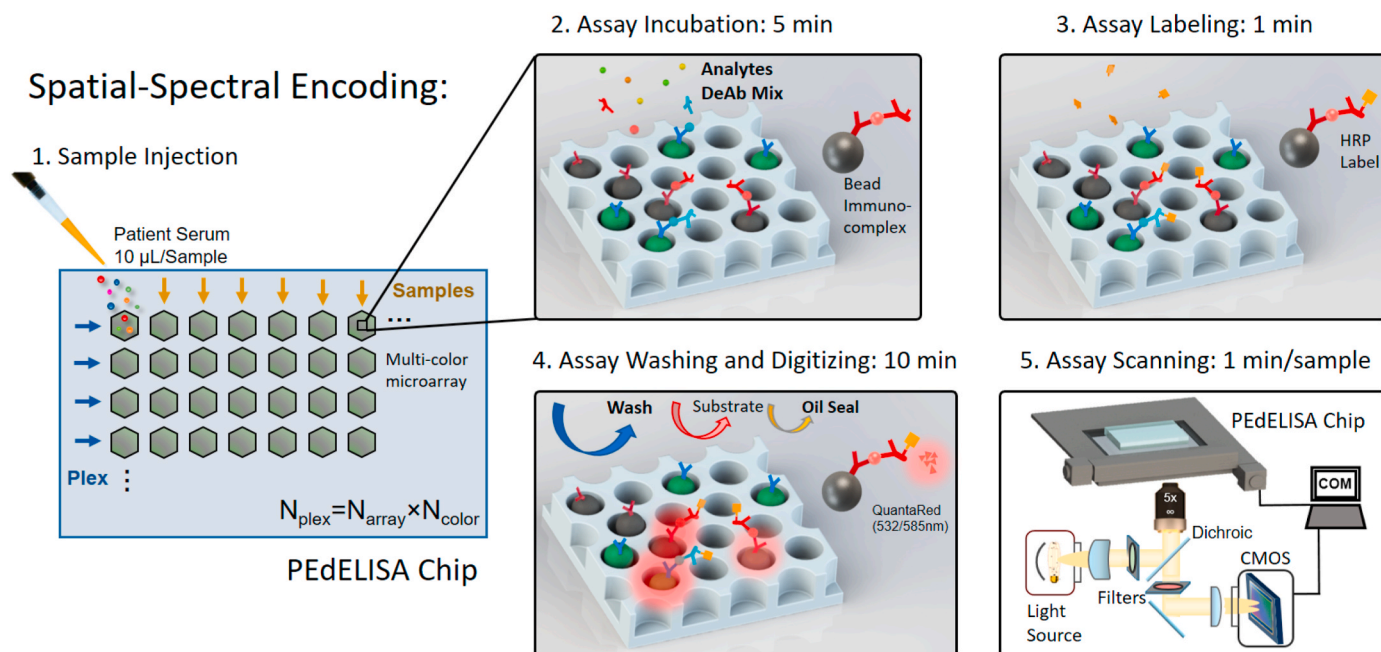 Spatial-Spectral Encoding:
1. Sample Injection
Patient Serum
10 µL/Sample
Samples
...
Multi-color
microarray
Plex
⋮
Nplex=Narray×Ncolor
PEdELISA Chip
2. Assay Incubation: 5 min
Analytes
DeAb Mix
Bead
Immuno-
complex
3. Assay Labeling: 1 min
HRP
Label
4. Assay Washing and Digitizing: 10 min
Wash
Substrate
Oil Seal
QuantaRed
(532/585nm)
5. Assay Scanning: 1 min/sample
PEdELISA Chip
COM
5x
∞
Dichroic
CMOS
Filters
Light
Source